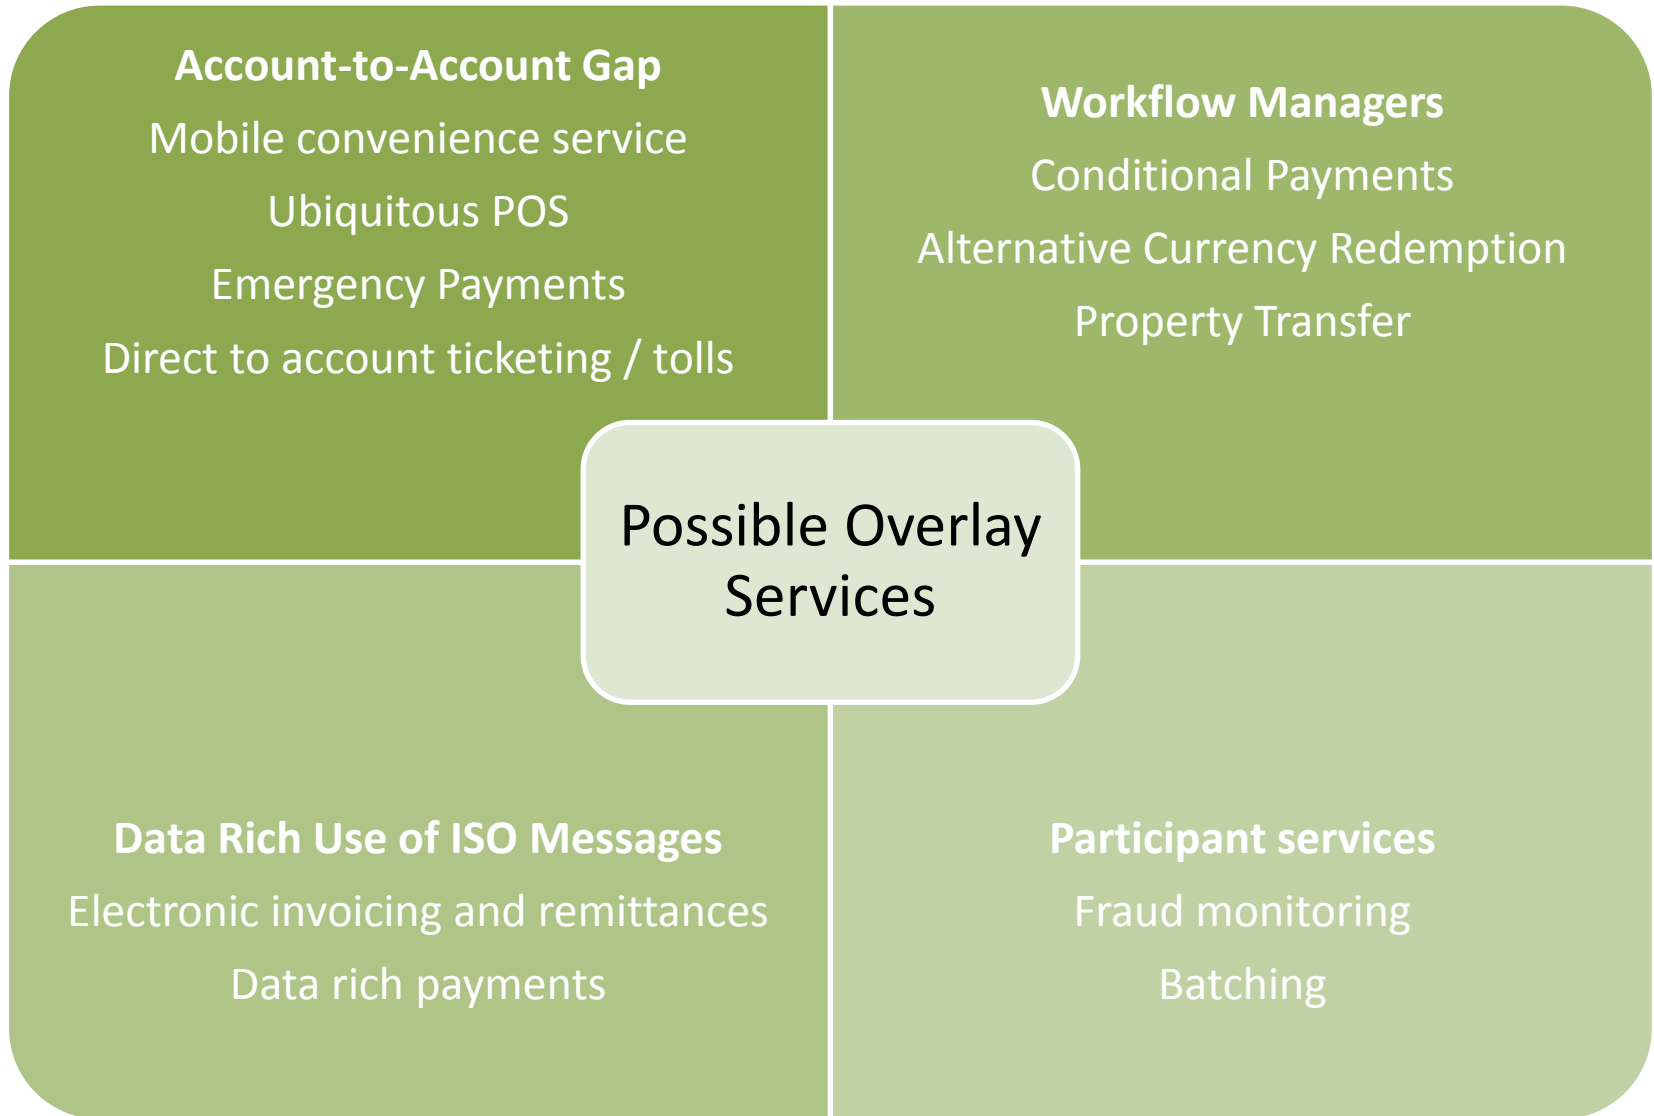 Account-to-Account Gap
Mobile convenience service
Ubiquitous POS
Emergency Payments
Direct to account ticketing / tolls
Workflow Managers
Conditional Payments
Alternative Currency Redemption
Property Transfer
Possible Overlay
Services
Data Rich Use of ISO Messages
Electronic invoicing and remittances
Data rich payments
Participant services
Fraud monitoring
Batching